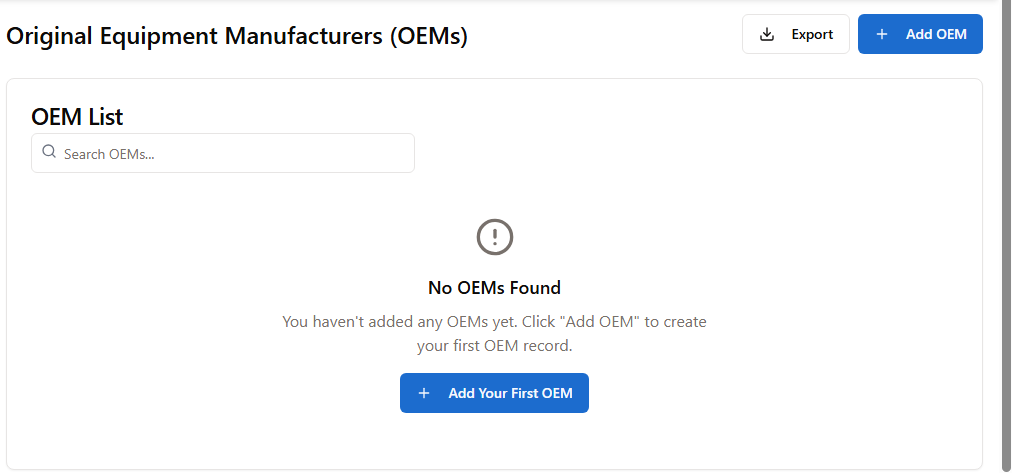 Original Equipment Manufacturers (OEMs)
Export
Add OEM
OEM List
Search OEMs...
No OEMs Found
You haven't added any OEMs yet. Click "Add OEM" to create
your first OEM record.
Add Your First OEM